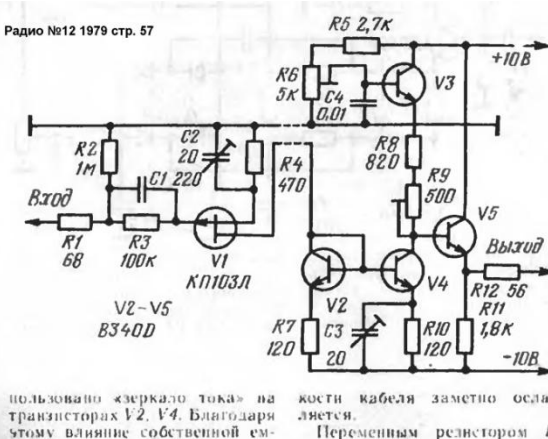 Радио №12 1979 стр. 57
R5 2,7к
+10В
R6
5к
C4
0,01
V3
R2
1м
C2
20
C1 220
R4
470
R8
820
R9
500
Вход
R1
68
R3
100к
V1
КП103Л
V2
V4
V5
Выход
R12 56
R11
1,8к
V2–V5
B340D
R7
120
C3
20
R10
120
-10В
пользовано «зеркало тока» на
транзисторах V2, V4. Благодаря
этому влияние собственной ем-
кости кабеля заметно осла-
ляется.
Переменным резистором